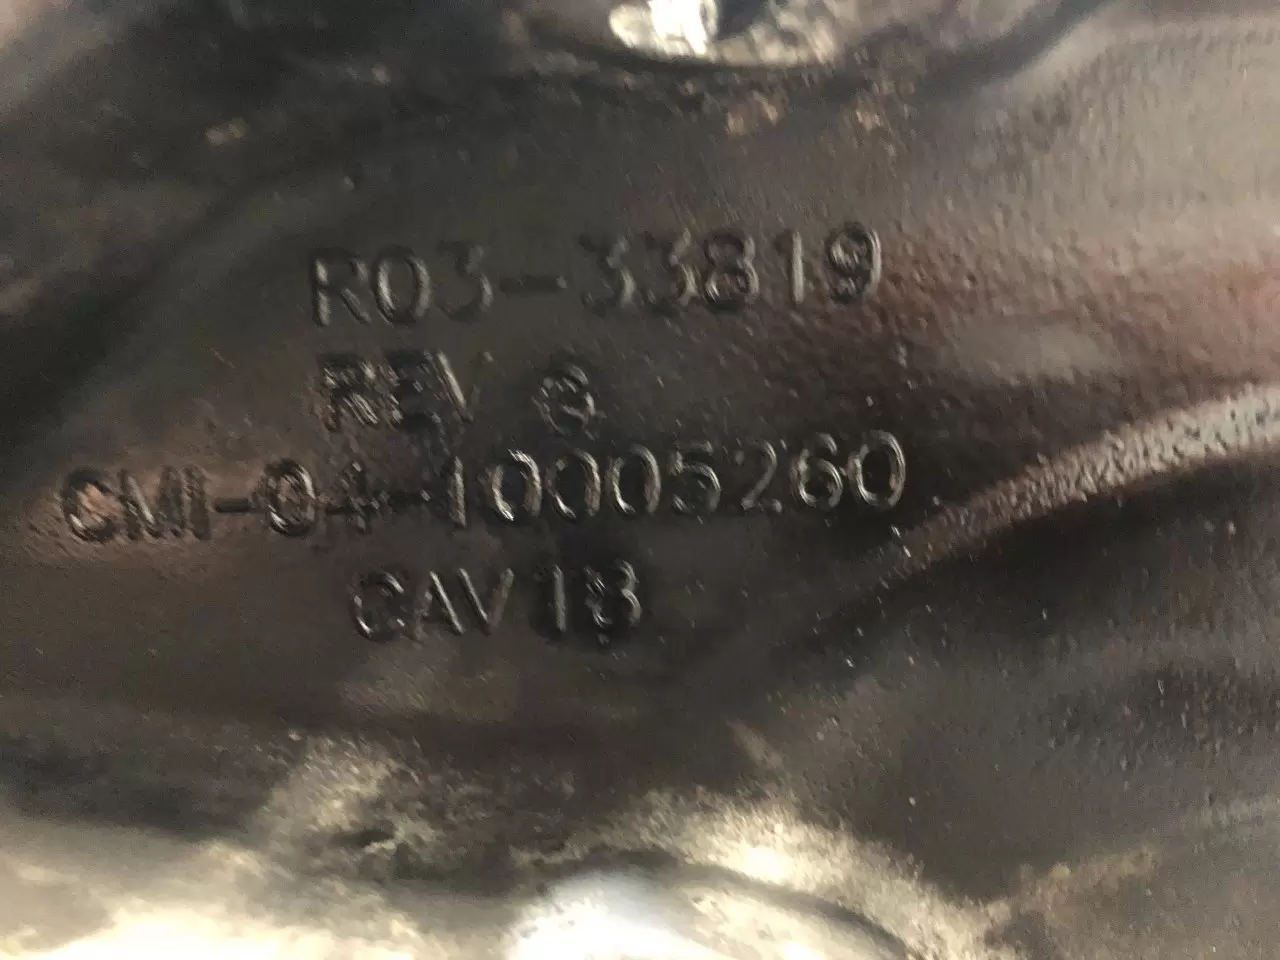 R03-33819
REV G
CMI-04-10005260
CAV 18